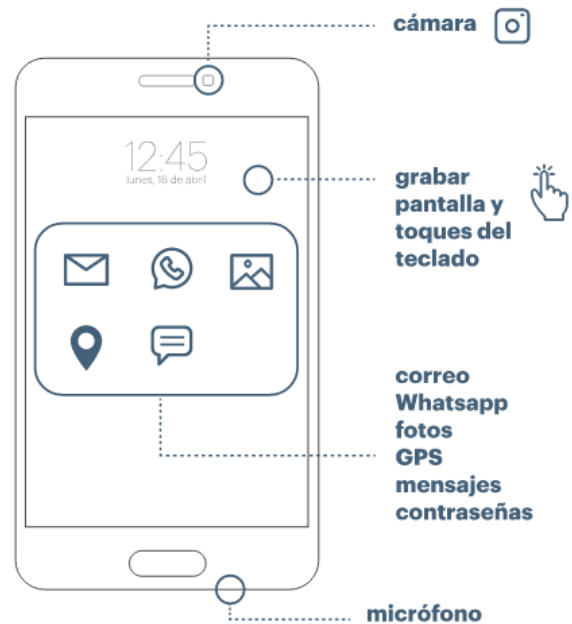 cámara
12:45
lunes, 18 de abril
grabar
pantalla y
toques del
teclado
correo
Whatsapp
fotos
GPS
mensajes
contraseñas
micrófono